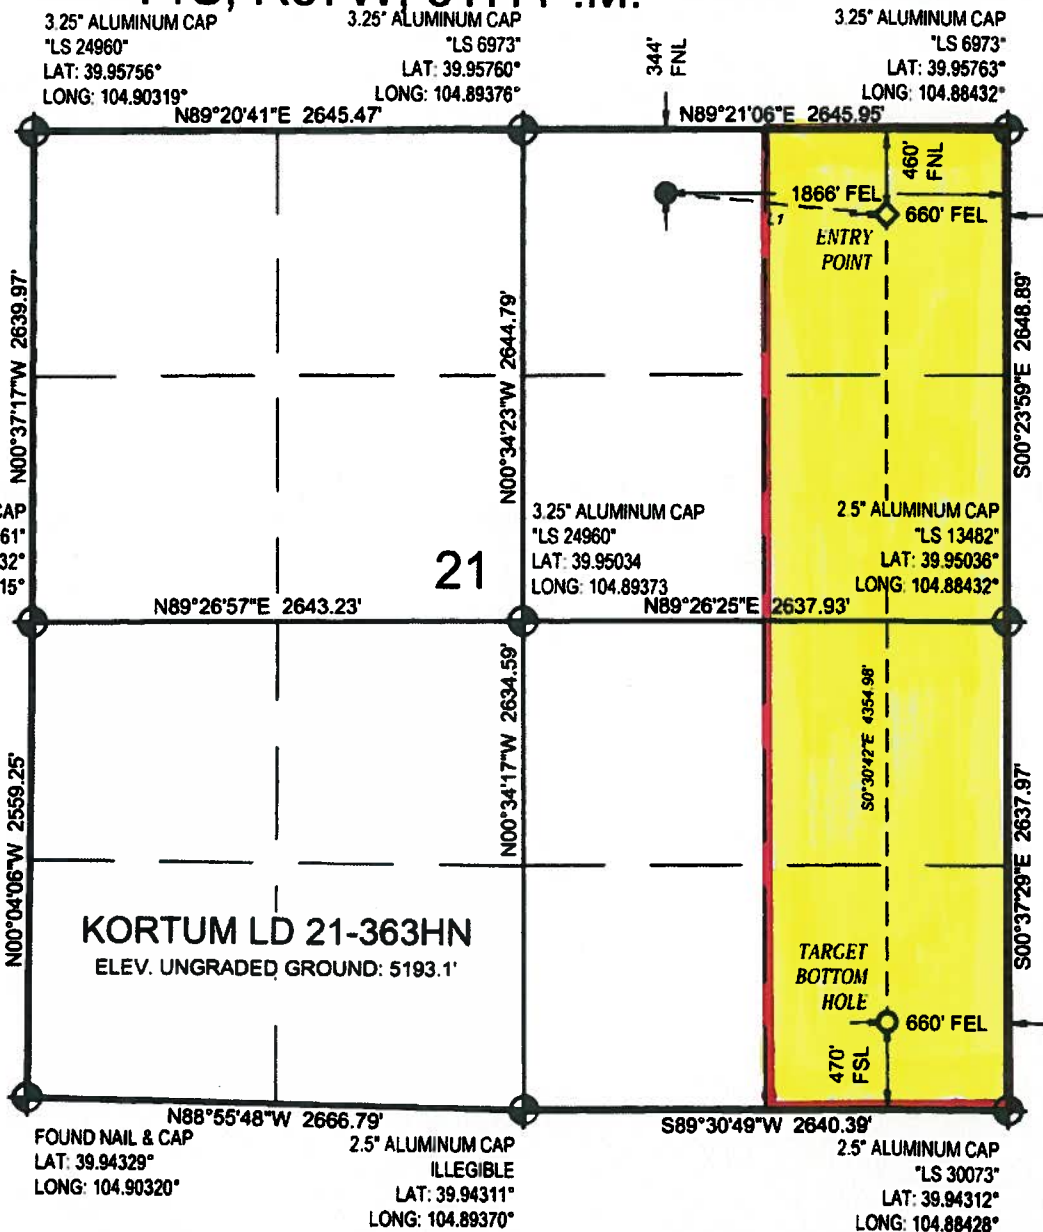 3.25" ALUMINUM CAP
"LS 24960"
LAT: 39.95756°
LONG: 104.90319°
3.25" ALUMINUM CAP
"LS 6973"
LAT: 39.95760°
LONG: 104.89376°
344'
FNL
3.25" ALUMINUM CAP
"LS 6973"
LAT: 39.95763°
LONG: 104.88432°
N89°20'41"E 2645.47'
N89°21'06"E 2645.95'
460'
FNL
1866' FEL
660' FEL
ENTRY
POINT
N00°37'17"W 2639.97'
N00°34'23"W 2644.79'
S00°23'59"E 2648.89'
CAP
61"
32°
15°
21
3.25" ALUMINUM CAP
"LS 24960"
LAT: 39.95034
LONG: 104.89373
2.5" ALUMINUM CAP
"LS 13482"
LAT: 39.95036°
LONG: 104.88432°
N89°26'57"E 2643.23'
N89°26'25"E 2637.93'
N00°04'06"W 2559.25'
N00°34'17"W 2634.59'
S0°30'42"E 4354.98'
S00°37'29"E 2637.97'
KORTUM LD 21-363HN
ELEV. UNGRADED GROUND: 5193.1'
TARGET
BOTTOM
HOLE
660' FEL
470'
FSL
N88°55'48"W 2666.79'
S89°30'49"W 2640.39'
FOUND NAIL & CAP
LAT: 39.94329°
LONG: 104.90320°
2.5" ALUMINUM CAP
ILLEGIBLE
LAT: 39.94311°
LONG: 104.89370°
2.5" ALUMINUM CAP
"LS 30073"
LAT: 39.94312°
LONG: 104.88428°